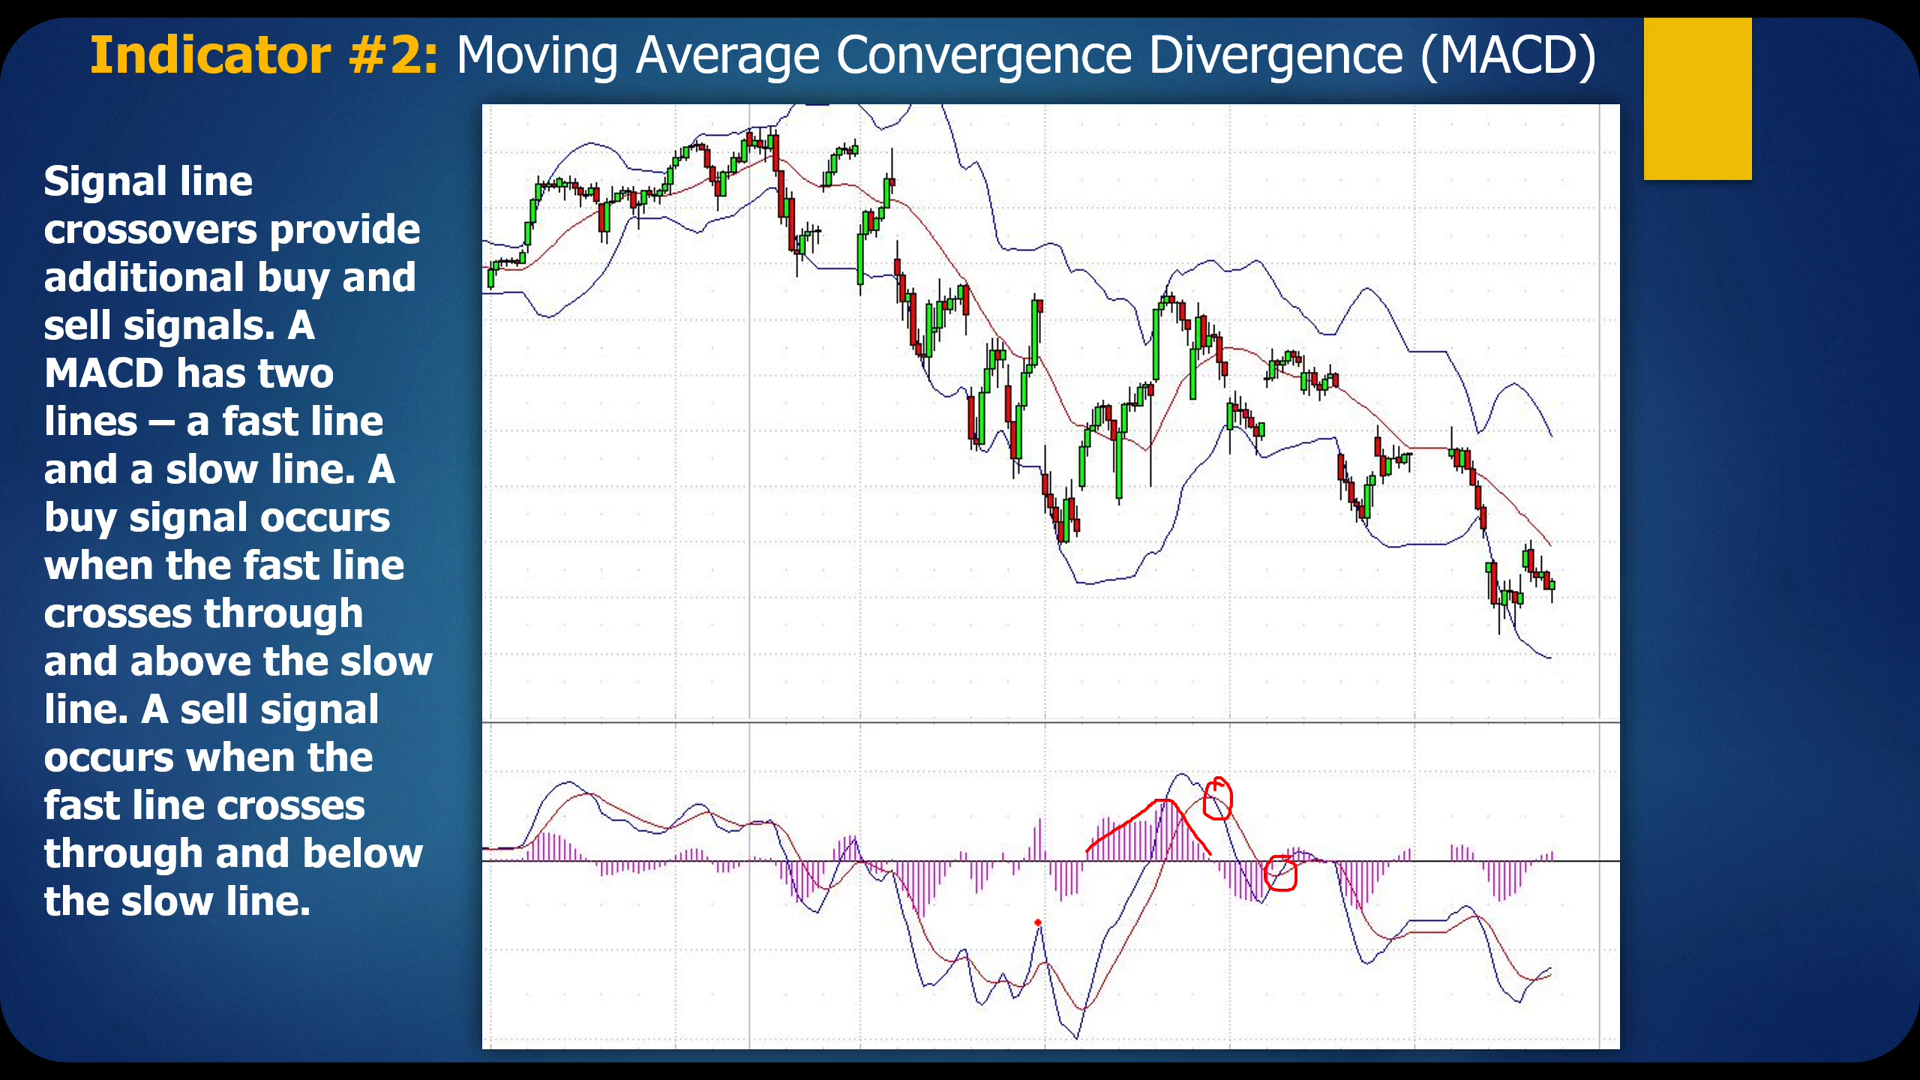 Indicator #2: Moving Average Convergence Divergence (MACD)
Signal line
crossovers provide
additional buy and
sell signals. A
MACD has two
lines – a fast line
and a slow line. A
buy signal occurs
when the fast line
crosses through
and above the slow
line. A sell signal
occurs when the
fast line crosses
through and below
the slow line.